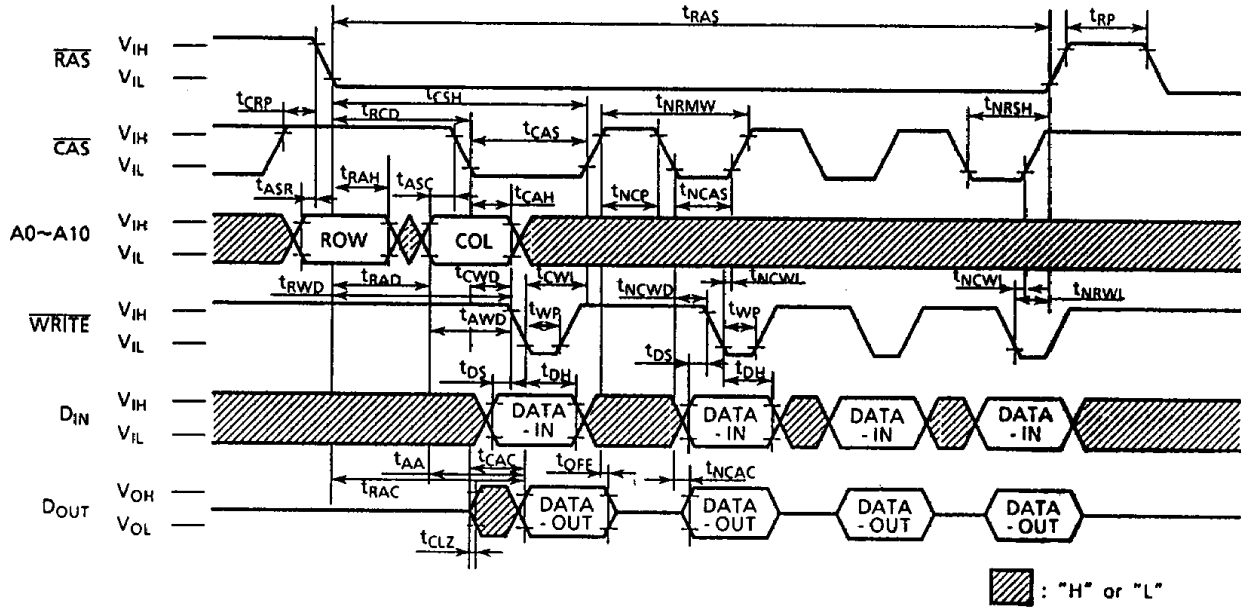 tRAS
tRP
RAS
VIH
VIL
tCRP
tCSH
tRCD
tNRMW
tNRSH
CAS
VIH
VIL
tCAS
tRAH
tASC
tNCP
tNCAS
tASR
tCAH
A0~A10
VIH
VIL
ROW
COL
tCWD
tCWL
tNCWL
tRWD
tRAD
tNCWD
tNCWL
tNRWL
WRITE
VIH
VIL
tAWD
tWP
tWP
tDS
tDS
tDH
tDH
DIN
VIH
VIL
DATA
-IN
DATA
-IN
DATA
-IN
DATA
-IN
tAA
tCAC
tOFF
tNCAC
tRAC
DOUT
VOH
VOL
DATA
-OUT
DATA
-OUT
DATA
-OUT
DATA
-OUT
tCLZ
: "H" or "L"